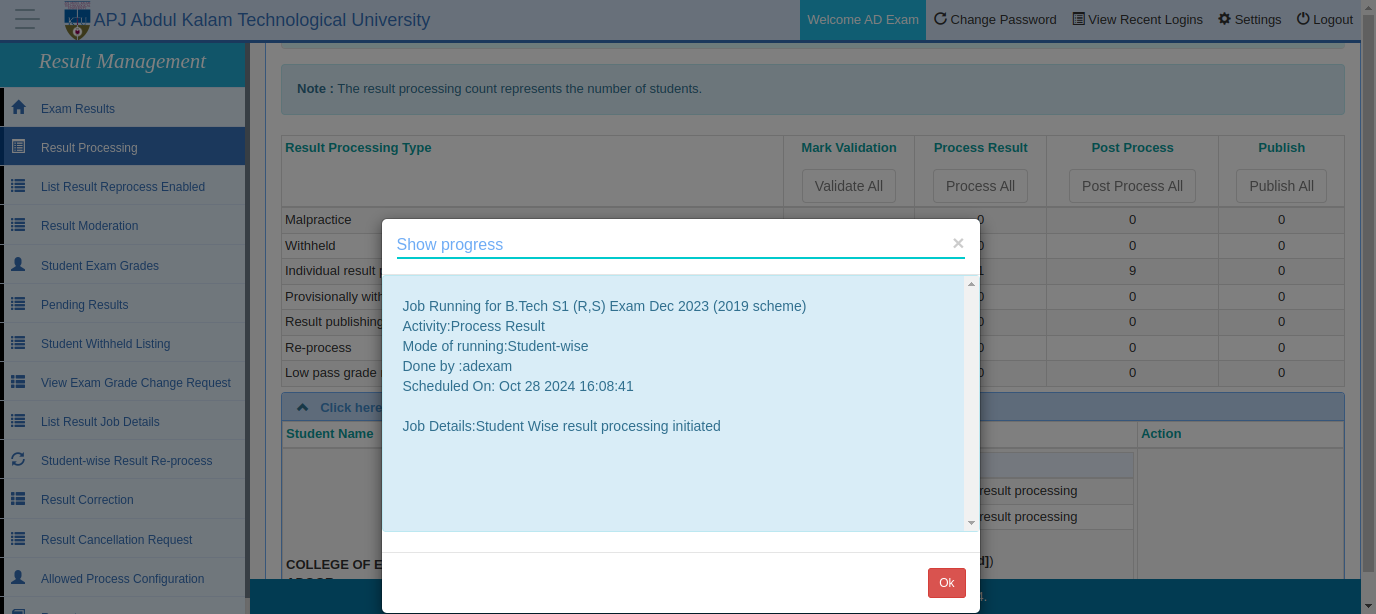 APJ Abdul Kalam Technological University
Welcome AD Exam
Change Password
View Recent Logins
Settings
Logout
Result Management
Exam Results
Result Processing
List Result Reprocess Enabled
Result Moderation
Student Exam Grades
Pending Results
Student Withheld Listing
View Exam Grade Change Request
List Result Job Details
Student-wise Result Re-process
Result Correction
Result Cancellation Request
Allowed Process Configuration
Note : The result processing count represents the number of students.
Result Processing Type Mark Validation Process Result Post Process Publish
Validate All Process All Post Process All Publish All
Malpractice 0 0 0
Withheld 0 0 0
Individual result 1 9 0
Provisionally 0 0 0
Result publishing 0 0 0
Re-process 0 0 0
Low pass grade 0 0 0
Click here
Student Name Action
result processing
result processing
COLLEGE OF E
Show progress ×
Job Running for B.Tech S1 (R,S) Exam Dec 2023 (2019 scheme)
Activity:Process Result
Mode of running:Student-wise
Done by :adexam
Scheduled On: Oct 28 2024 16:08:41
Job Details:Student Wise result processing initiated
Ok